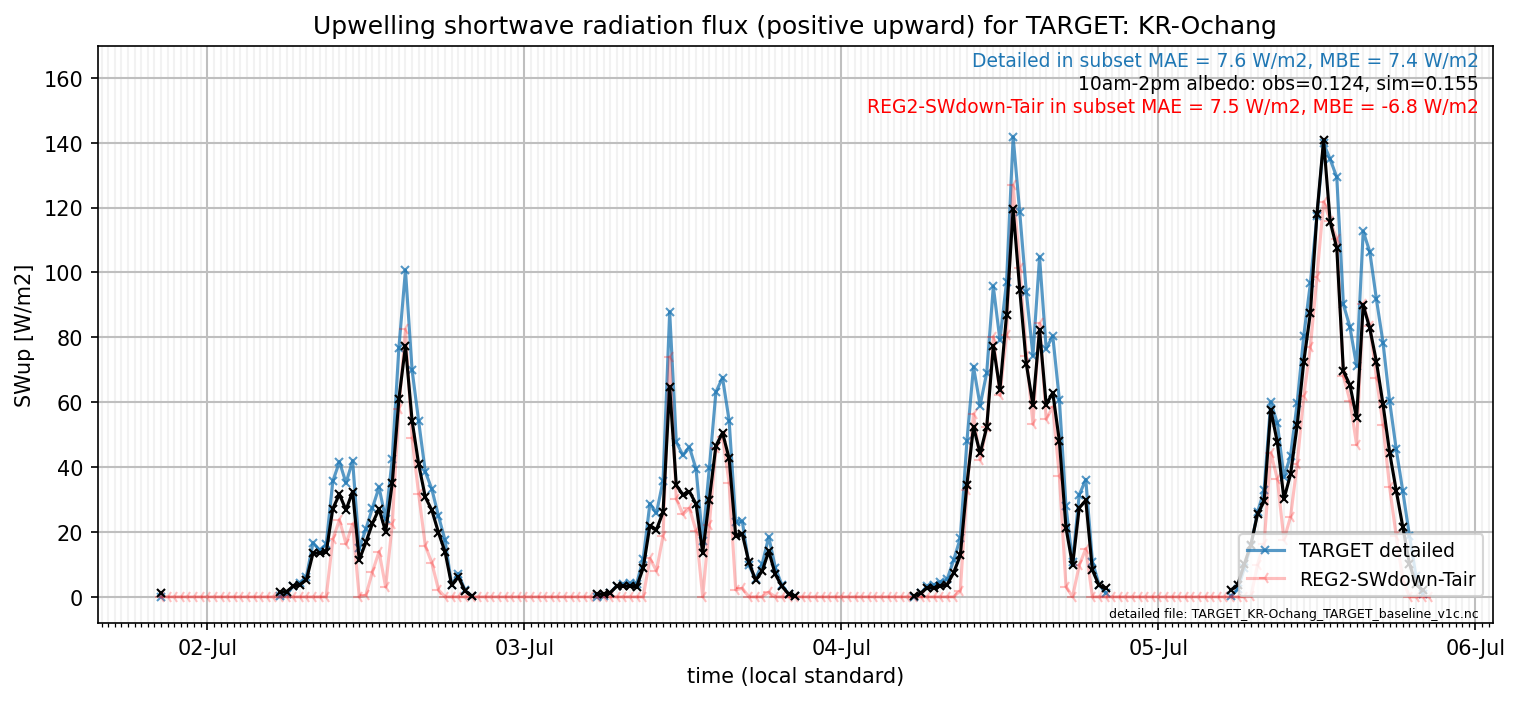 Upwelling shortwave radiation flux (positive upward) for TARGET: KR-Ochang
Detailed in subset MAE = 7.6 W/m2, MBE = 7.4 W/m2
10am-2pm albedo: obs=0.124, sim=0.155
REG2-SWdown-Tair in subset MAE = 7.5 W/m2, MBE = -6.8 W/m2
SWup [W/m2]
160
140
120
100
80
60
40
20
0
TARGET detailed
REG2-SWdown-Tair
detailed file: TARGET_KR-Ochang_TARGET_baseline_v1c.nc
02-Jul 03-Jul 04-Jul 05-Jul 06-Jul
time (local standard)